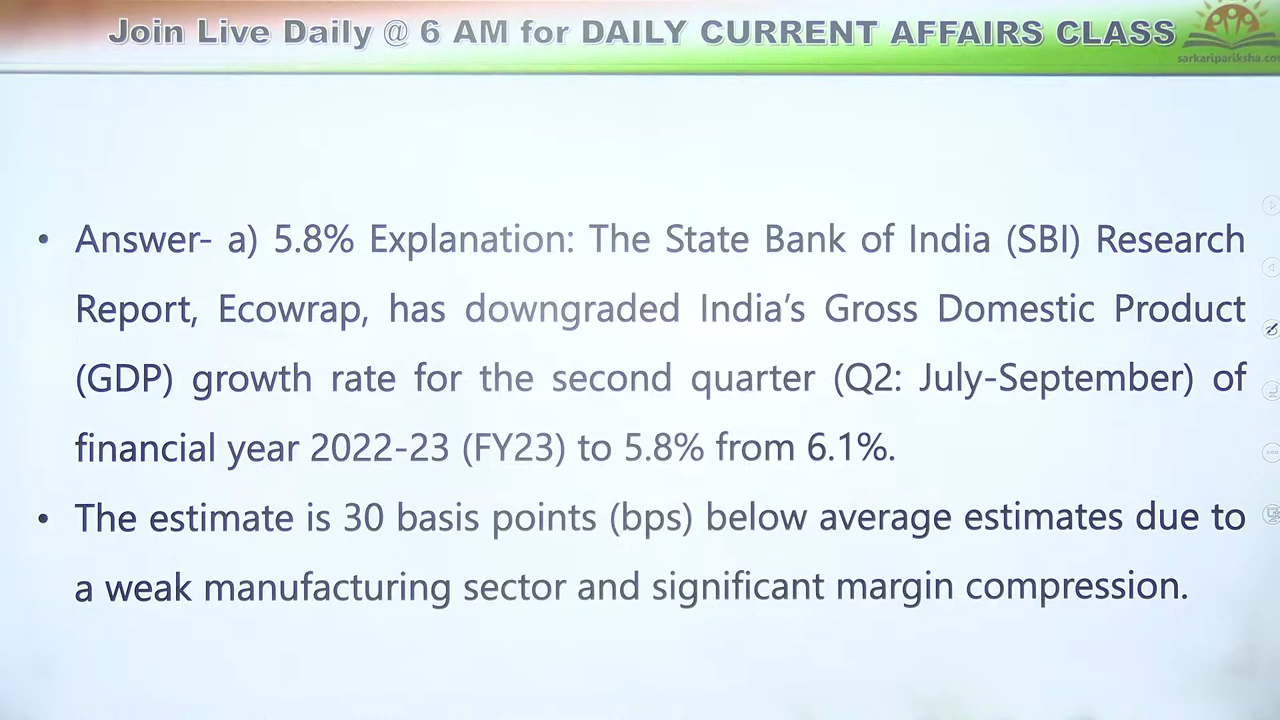 Join Live Daily @ 6 AM for DAILY CURRENT AFFAIRS CLASS
sarkaripariksha.com
• Answer- a) 5.8% Explanation: The State Bank of India (SBI) Research
Report, Ecowrap, has downgraded India’s Gross Domestic Product
(GDP) growth rate for the second quarter (Q2: July-September) of
financial year 2022-23 (FY23) to 5.8% from 6.1%.
• The estimate is 30 basis points (bps) below average estimates due to
a weak manufacturing sector and significant margin compression.